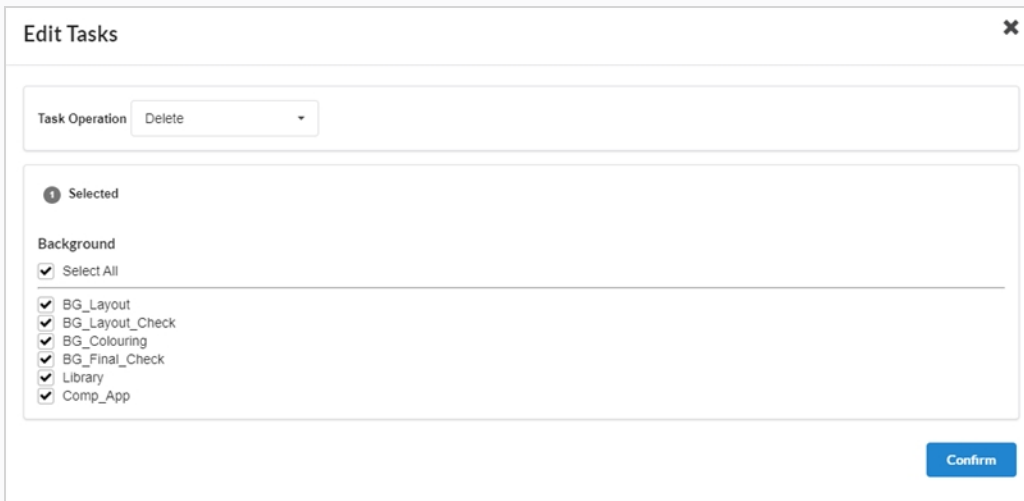 Edit Tasks
Task Operation Delete
1 Selected
Background
Select All
BG_Layout
BG_Layout_Check
BG_Colouring
BG_Final_Check
Library
Comp_App
Confirm